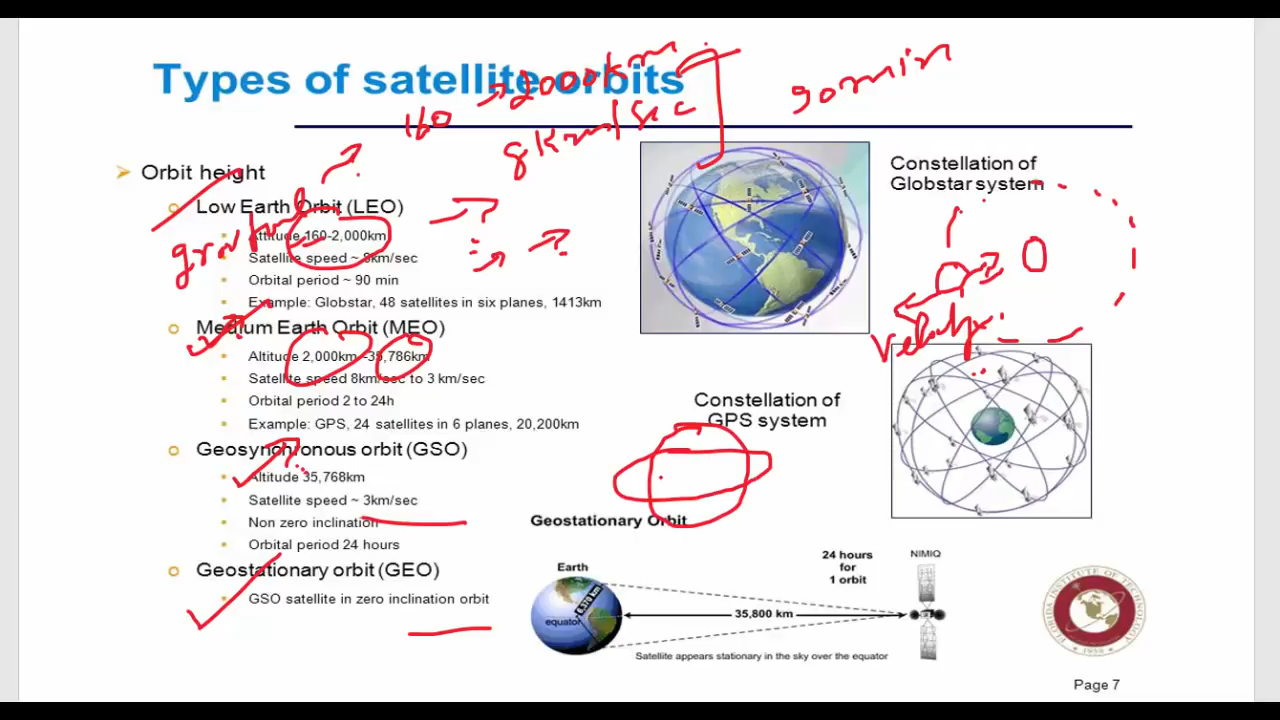 Types of satellite orbits
160 → 2000km
8Km/sec
90min
➤ Orbit height
o Low Earth Orbit (LEO)
▪ Attitude 160-2,000km
▪ Satellite speed ~ 8km/sec
▪ Orbital period ~ 90 min
▪ Example: Globstar, 48 satellites in six planes, 1413km
o Medium Earth Orbit (MEO)
▪ Altitude 2,000km -35,786km
▪ Satellite speed 8km/sec to 3 km/sec
▪ Orbital period 2 to 24h
▪ Example: GPS, 24 satellites in 6 planes, 20,200km
o Geosynchronous orbit (GSO)
▪ Altitude 35,768km
▪ Satellite speed ~ 3km/sec
▪ Non zero inclination
▪ Orbital period 24 hours
o Geostationary orbit (GEO)
▪ GSO satellite in zero inclination orbit
Constellation of
Globstar system
Constellation of
GPS system
Geostationary Orbit
Earth
equator
24 hours
for
1 orbit
NIMIQ
35,800 km
Satellite appears stationary in the sky over the equator
1958
Page 7